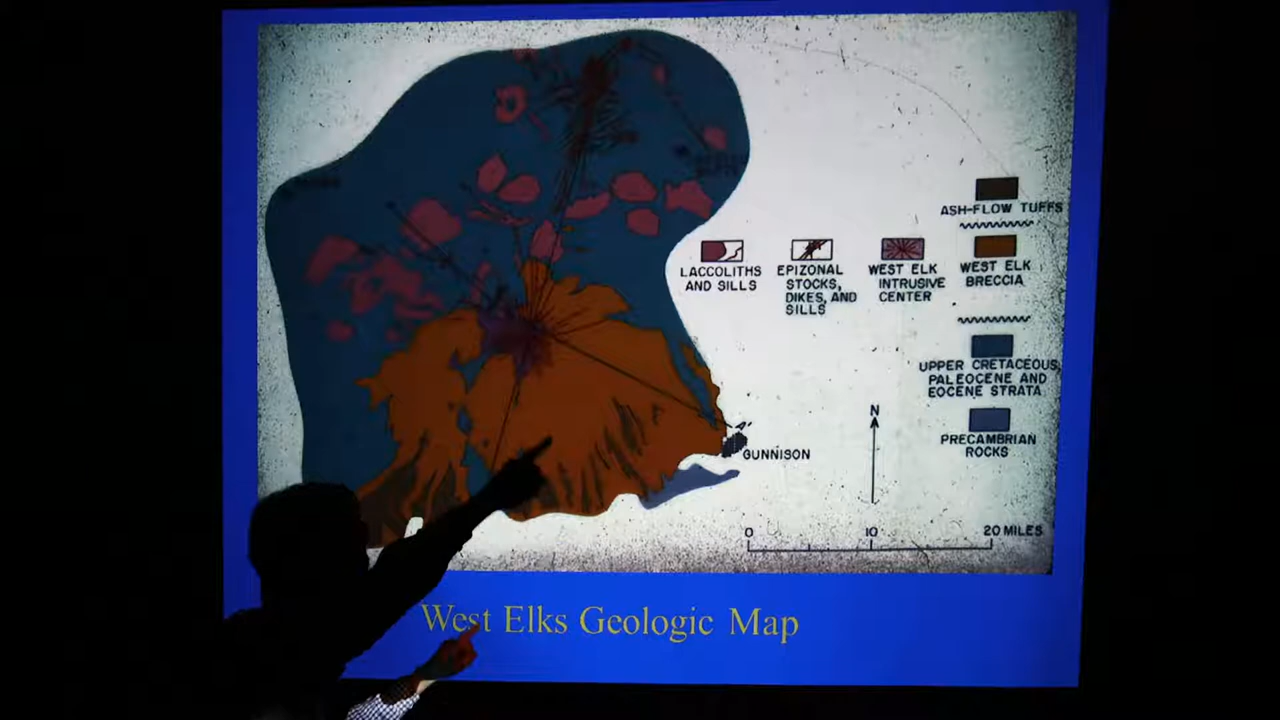 ASH-FLOW TUFFS
LACCOLITHS
AND SILLS
EPIZONAL
STOCKS,
DIKES, AND
SILLS
WEST ELK
INTRUSIVE
CENTER
WEST ELK
BRECCIA
UPPER CRETACEOUS,
PALEOCENE AND
EOCENE STRATA
N
PRECAMBRIAN
ROCKS
GUNNISON
0
10
20 MILES
West Elks Geologic Map